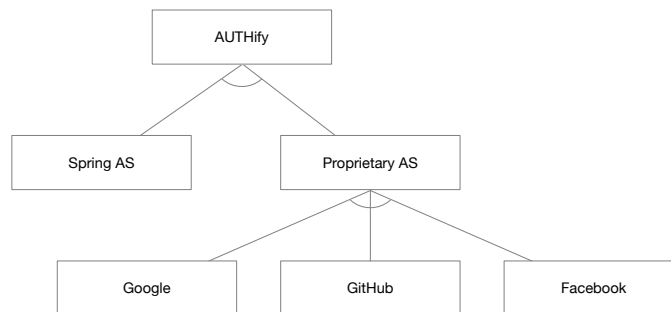 AUTHify
Spring AS
Proprietary AS
Google
GitHub
Facebook